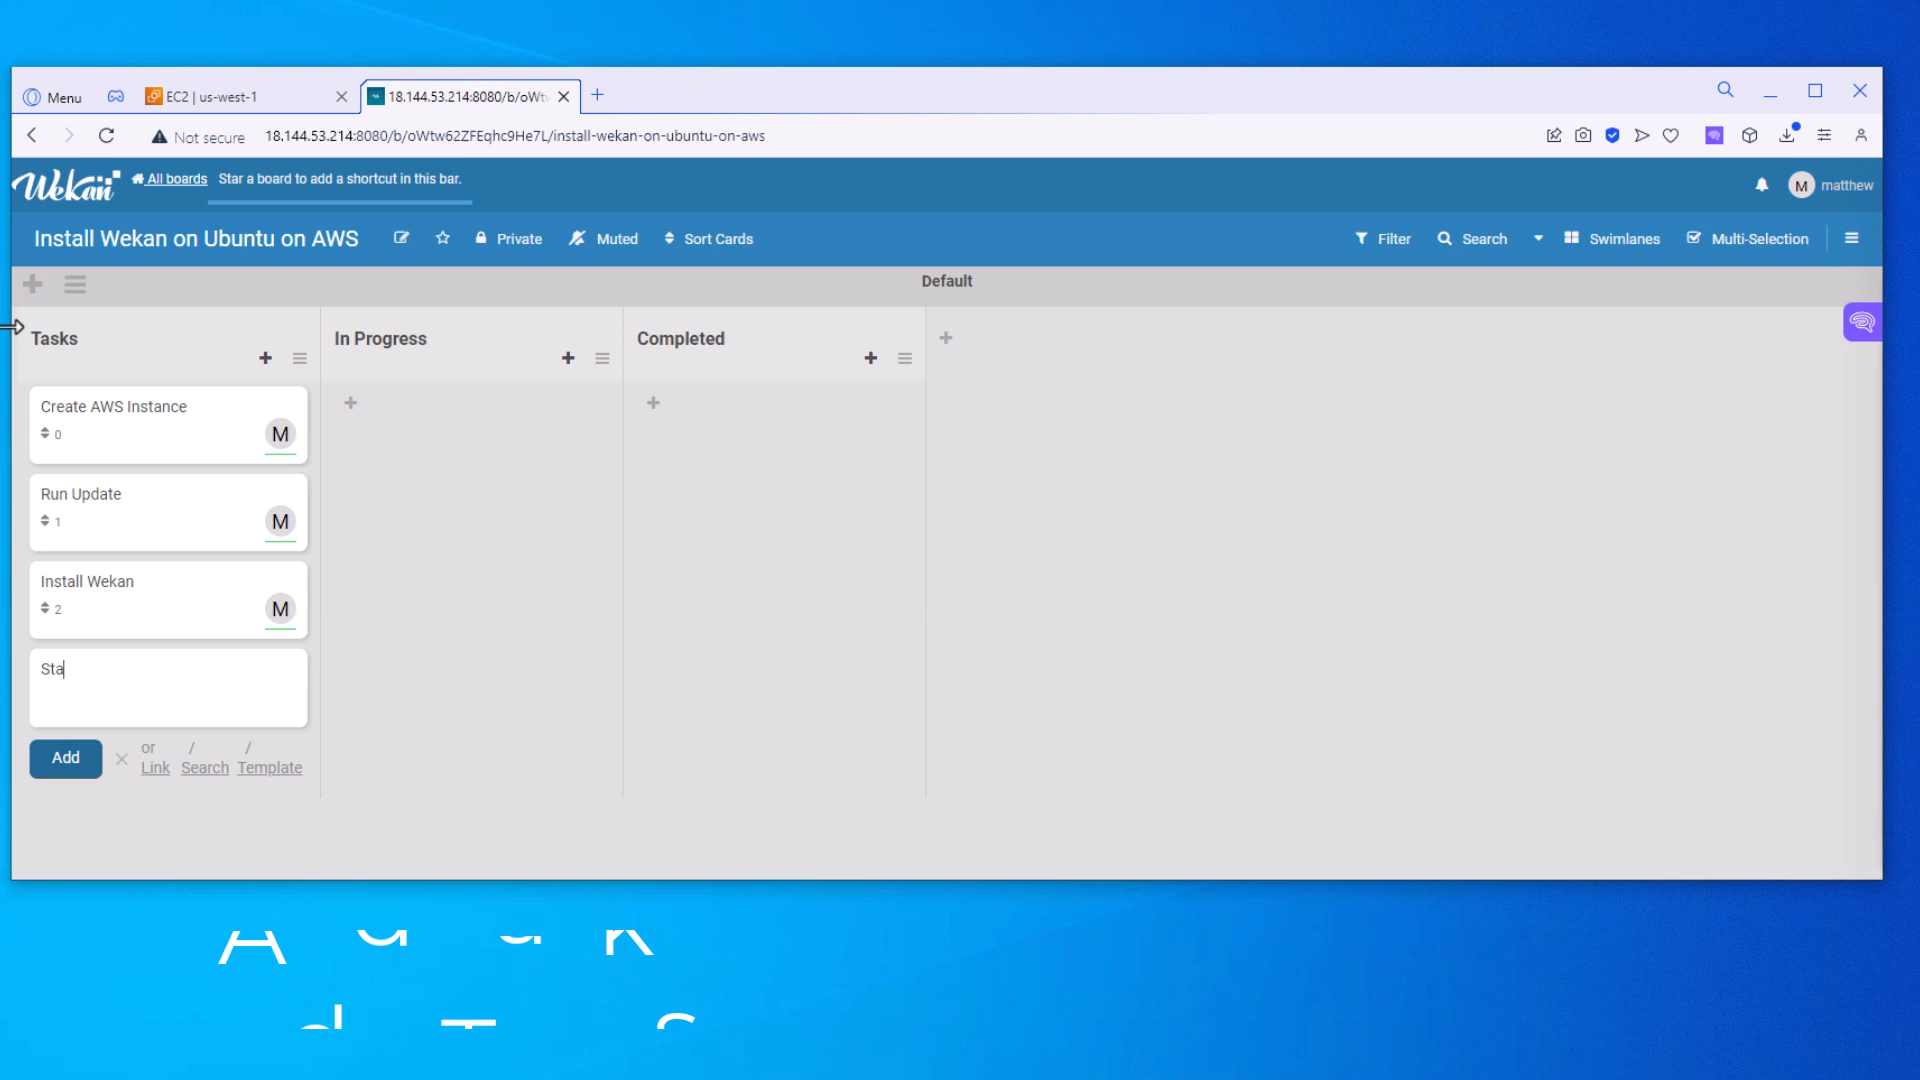 Menu
EC2 | us-west-1
18.144.53.214:8080/b/oWt
Not secure
18.144.53.214:8080/b/oWtw62ZFEqhc9He7L/install-wekan-on-ubuntu-on-aws
Wekan
All boards
Star a board to add a shortcut in this bar.
M
matthew
Install Wekan on Ubuntu on AWS
Private
Muted
Sort Cards
Filter
Search
Swimlanes
Multi-Selection
Default
Tasks
In Progress
Completed
Create AWS Instance
0
M
Run Update
1
M
Install Wekan
2
M
Sta
Add
or
Link
/
Search
/
Template